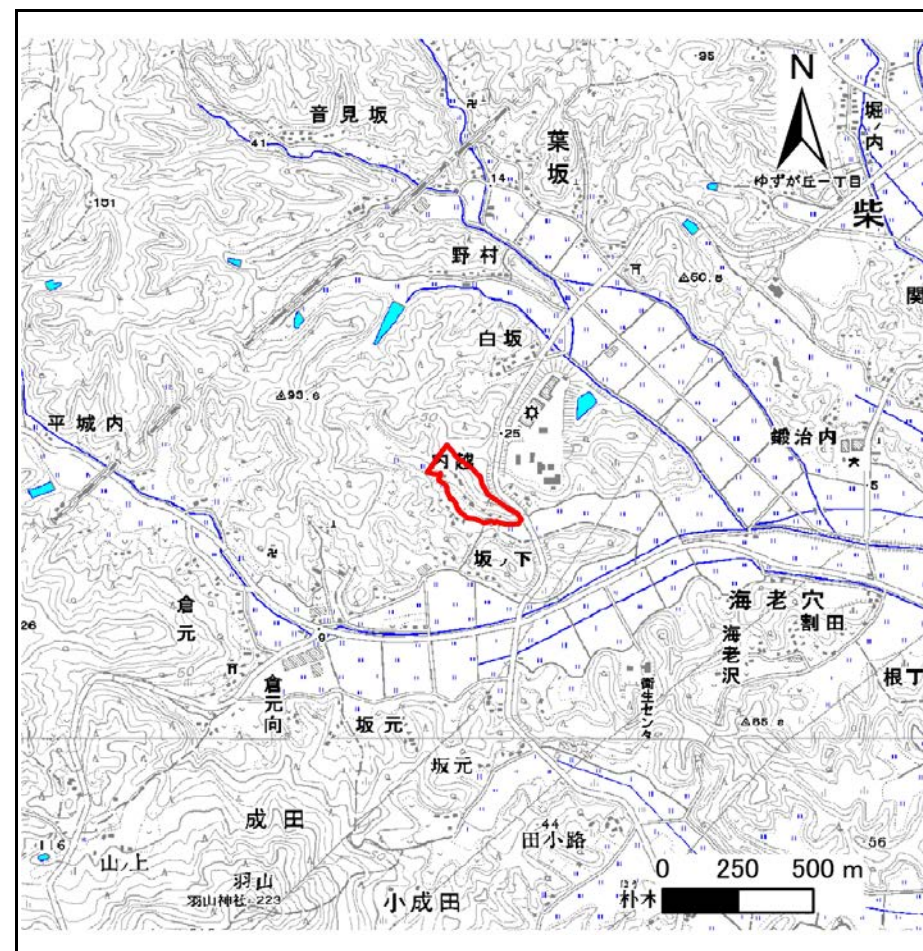 95
N
音見坂
葉坂
堀ノ内
41
14
ゆずが丘一丁目
柴
151
野村
60.8
関
白坂
93.6
平城内
50
25
内越
鍛治内
5
坂ノ下
倉元
海老穴
割田
海老沢
26
6
50
倉元向
衛生センター
根丁
坂元
65.8
坂元
成田
44
田小路
56
116
山ノ上
羽山
羽山神社・223
小成田
朴木
0 250 500 m